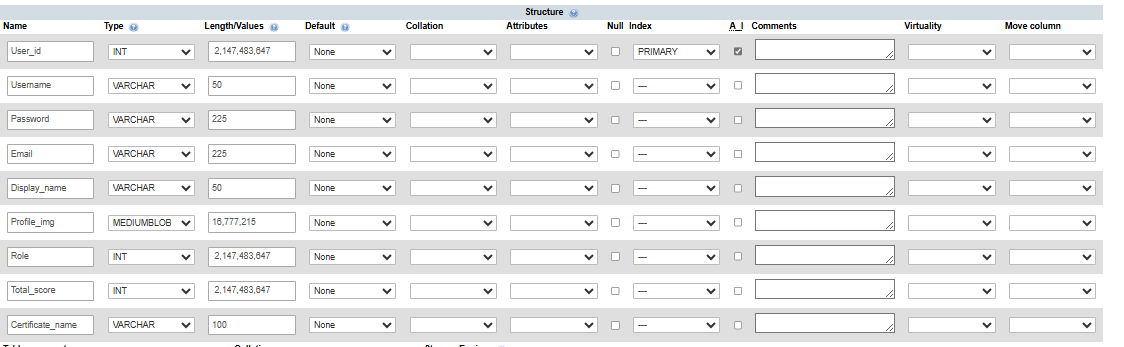 Structure
Name Type Length/Values Default Collation Attributes Null Index A_I Comments Virtuality Move column
User_id INT 2,147,483,647 None PRIMARY
Username VARCHAR 50 None ---
Password VARCHAR 225 None ---
Email VARCHAR 225 None ---
Display_name VARCHAR 50 None ---
Profile_img MEDIUMBLOB 16,777,215 None ---
Role INT 2,147,483,647 None ---
Total_score INT 2,147,483,647 None ---
Certificate_name VARCHAR 100 None ---